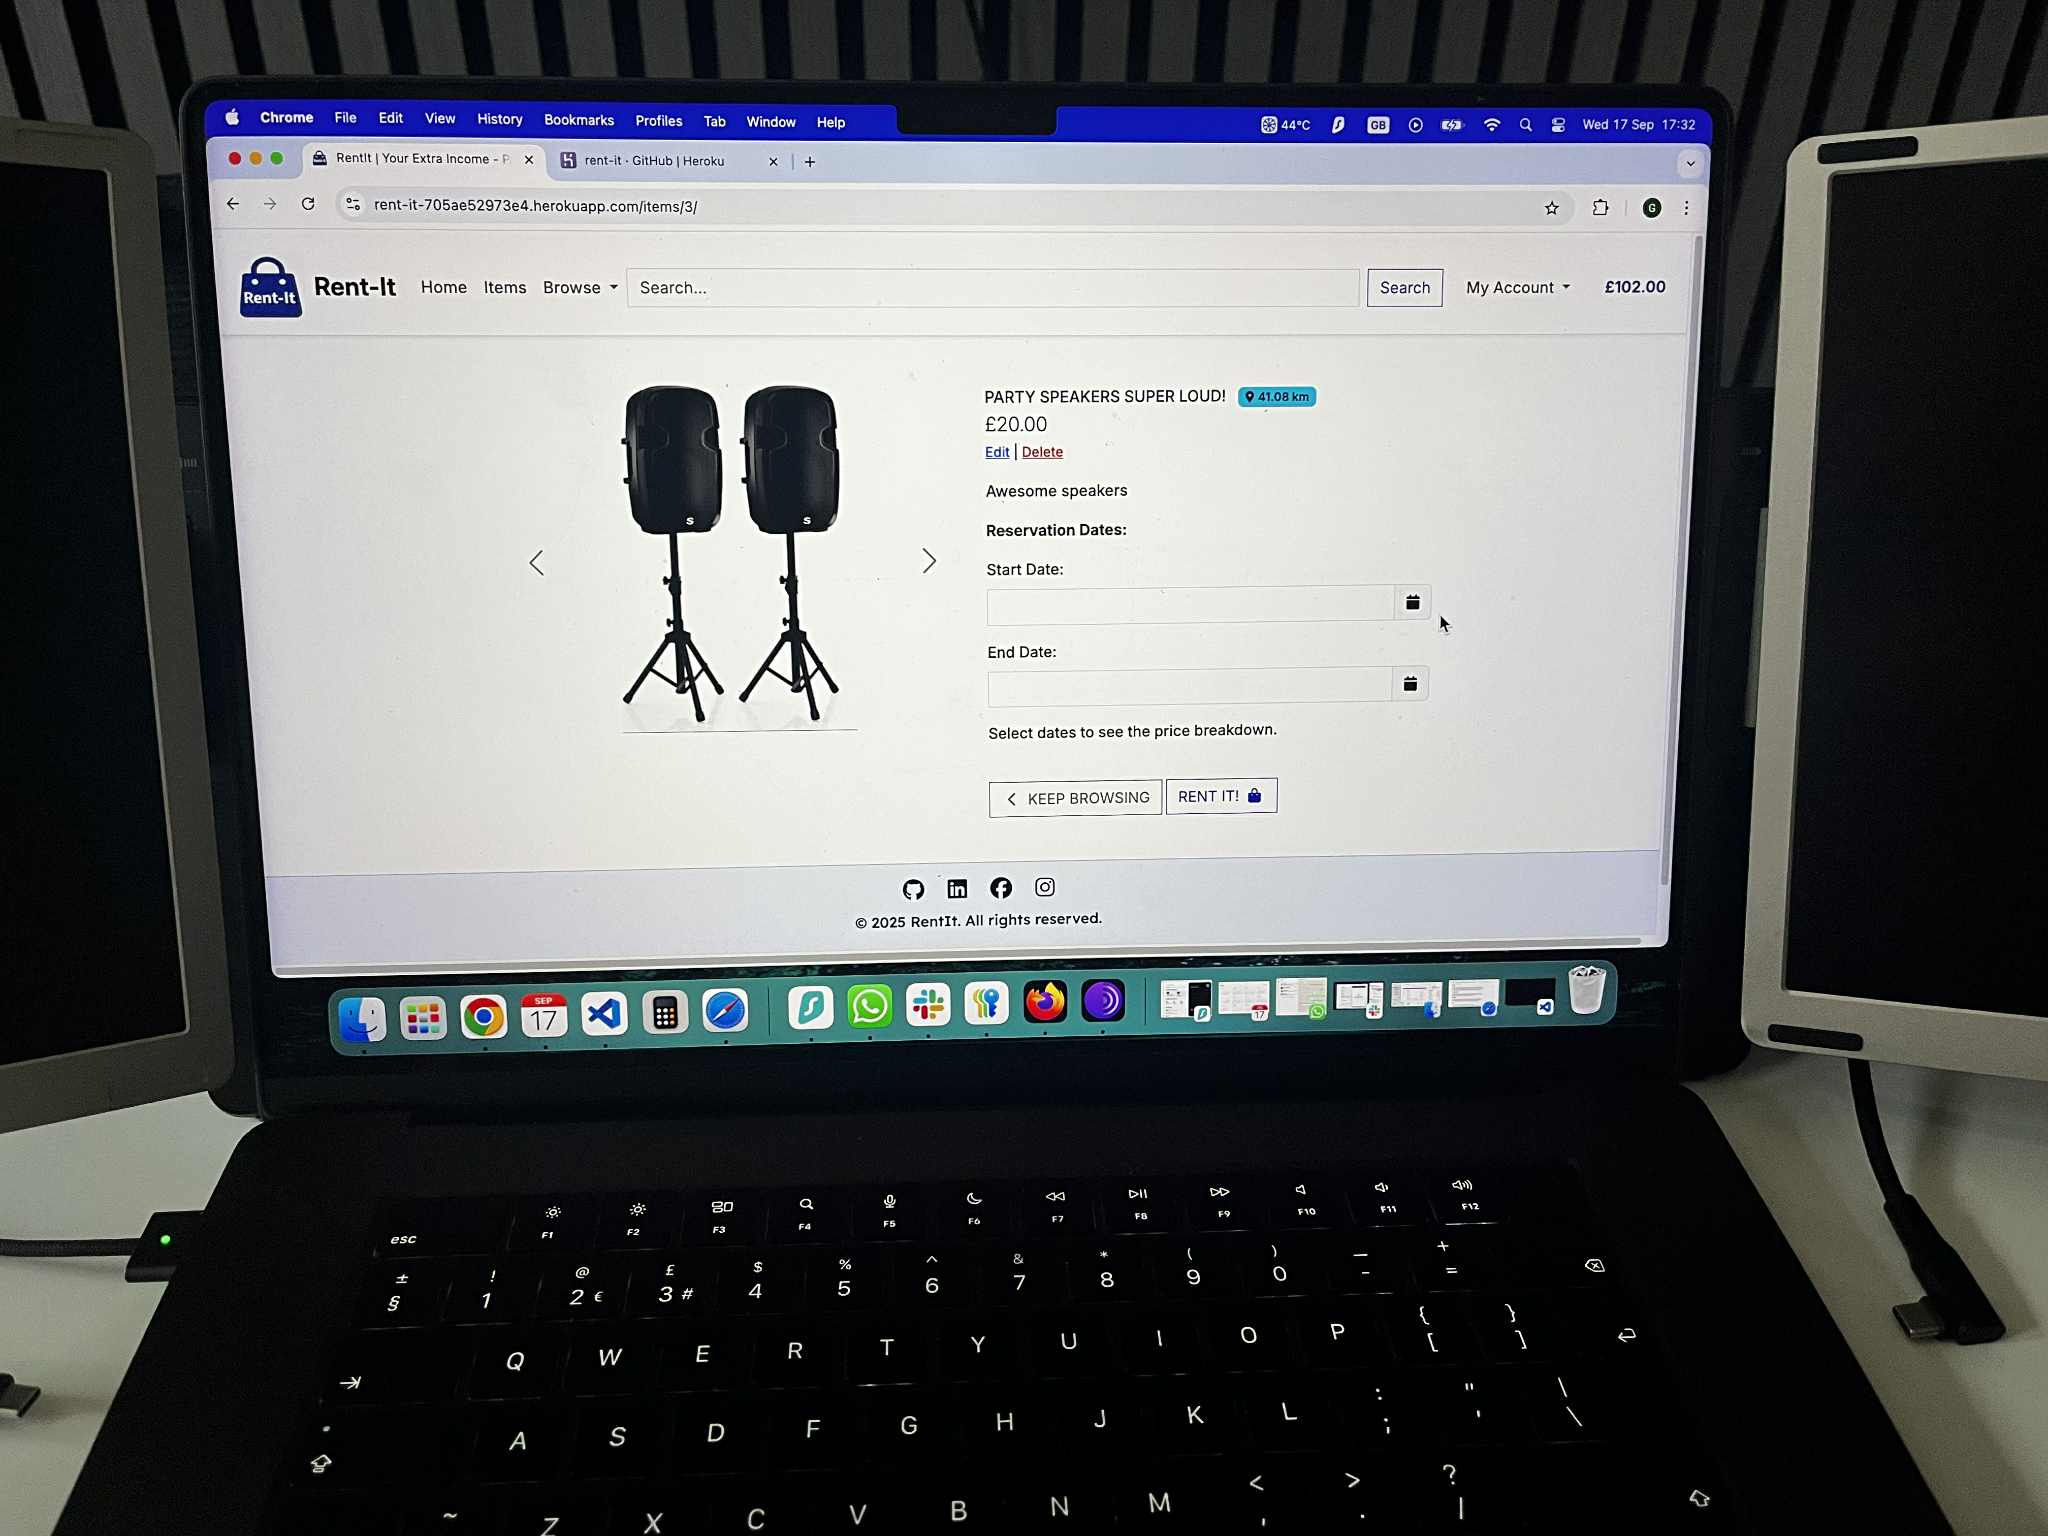 Chrome File Edit View History Bookmarks Profiles Tab Window Help 44°C GB Wed 17 Sep 17:32
RentIt | Your Extra Income - P rent-it · GitHub | Heroku
rent-it-705ae52973e4.herokuapp.com/items/3/ G
Rent-It Rent-It Home Items Browse Search... Search My Account £102.00
PARTY SPEAKERS SUPER LOUD! 41.08 km
£20.00
Edit | Delete
Awesome speakers
S S
Reservation Dates:
Start Date:
End Date:
Select dates to see the price breakdown.
KEEP BROWSING RENT IT!
© 2025 RentIt. All rights reserved.
SEP
17
17
esc F1 F2 F3 F4 F5 F6 F7 F8 F9 F10 F11 F12
± ! @ £ $ % ^ & * ( ) — +
§ 1 2 € 3 # 4 5 6 7 8 9 0 - =
Q W E R T Y U I O P { [ } ]
A S D F G H J K L : ; " ' | \
~ Z X C V B N M < , > . ? /